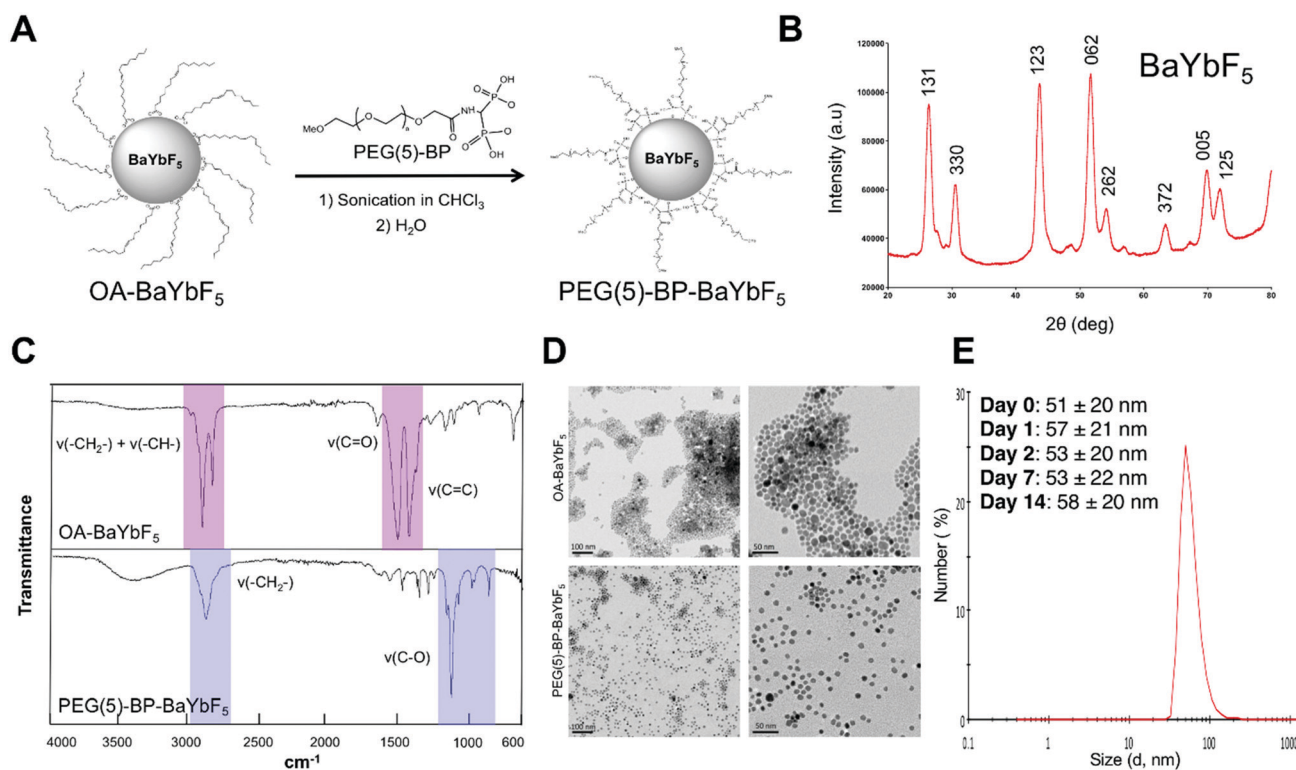 A
BaYbF5
OA-BaYbF5
MeO
O
O
n
O
O
NH
OH
P
O
P
O
OH
PEG(5)-BP
1) Sonication in CHCl3
2) H2O
BaYbF5
PEG(5)-BP-BaYbF5
B
BaYbF5
Intensity (a.u)
120000
100000
80000
60000
40000
20000
131
330
123
062
262
372
005
125
20
30
40
50
60
70
80
2θ (deg)
C
Transmittance
ν(-CH2-) + ν(-CH-)
ν(C=O)
ν(C=C)
OA-BaYbF5
ν(-CH2-)
ν(C-O)
PEG(5)-BP-BaYbF5
4000
3000
2000
1500
1000
600
cm-1
D
OA-BaYbF5
100 nm
50 nm
PEG(5)-BP-BaYbF5
100 nm
50 nm
E
Day 0: 51 ± 20 nm
Day 1: 57 ± 21 nm
Day 2: 53 ± 20 nm
Day 7: 53 ± 22 nm
Day 14: 58 ± 20 nm
Number ( %)
30
20
10
0
0.1
1
10
100
1000
Size (d, nm)